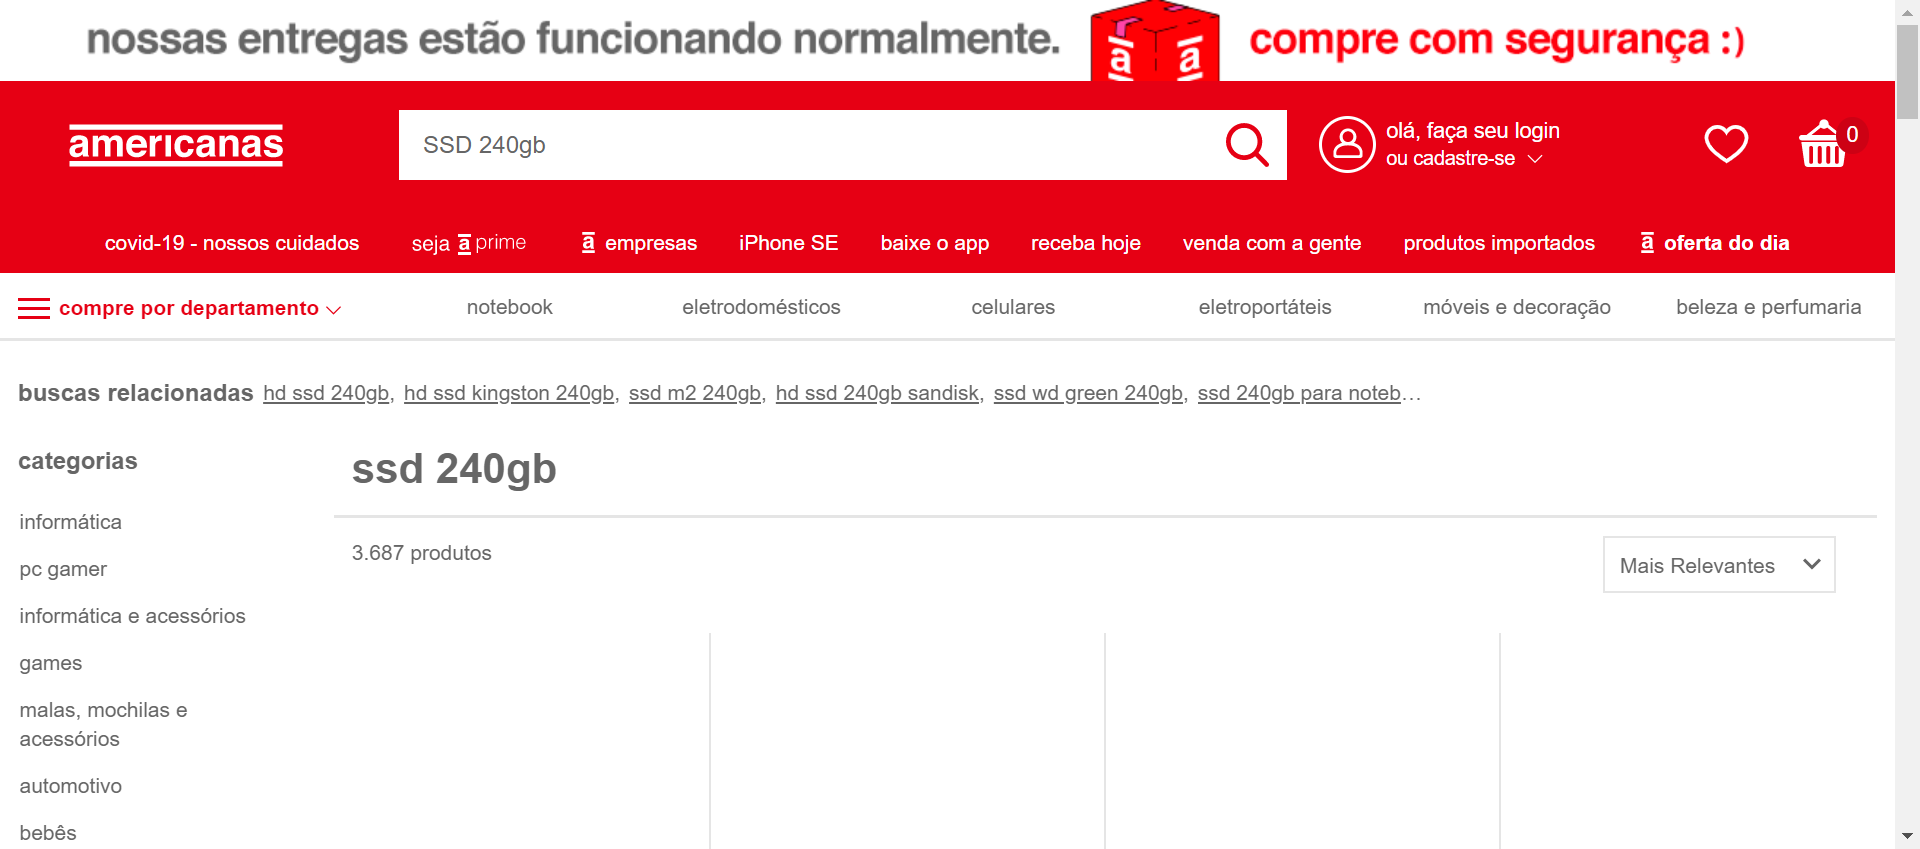 nossas entregas estão funcionando normalmente. compre com segurança :)
americanas
SSD 240gb
olá, faça seu login
ou cadastre-se
0
covid-19 - nossos cuidados seja a prime a empresas iPhone SE baixe o app receba hoje venda com a gente produtos importados a oferta do dia
compre por departamento notebook eletrodomésticos celulares eletroportáteis móveis e decoração beleza e perfumaria
buscas relacionadas hd ssd 240gb, hd ssd kingston 240gb, ssd m2 240gb, hd ssd 240gb sandisk, ssd wd green 240gb, ssd 240gb para noteb…
categorias
informática
pc gamer
informática e acessórios
games
malas, mochilas e
acessórios
automotivo
bebês
ssd 240gb
3.687 produtos
Mais Relevantes